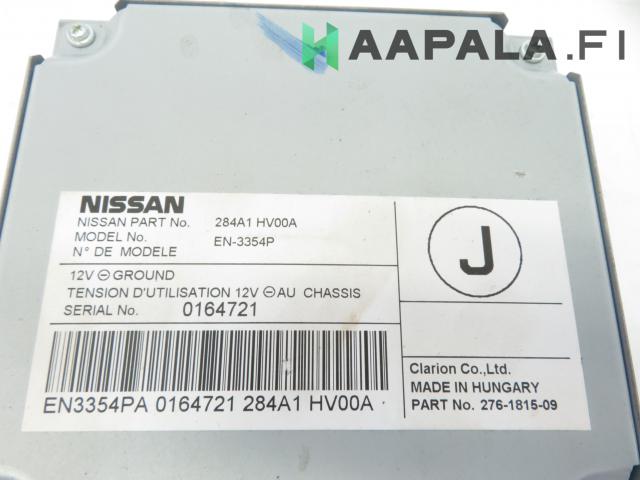 HAAPALA.FI
NISSAN
NISSAN PART No. 284A1 HV00A
MODEL No. EN-3354P
N° DE MODELE
12V ⊖ GROUND
TENSION D'UTILISATION 12V ⊖ AU CHASSIS
SERIAL No. 0164721
EN3354PA 0164721 284A1 HV00A
J
Clarion Co.,Ltd.
MADE IN HUNGARY
PART No. 276-1815-09